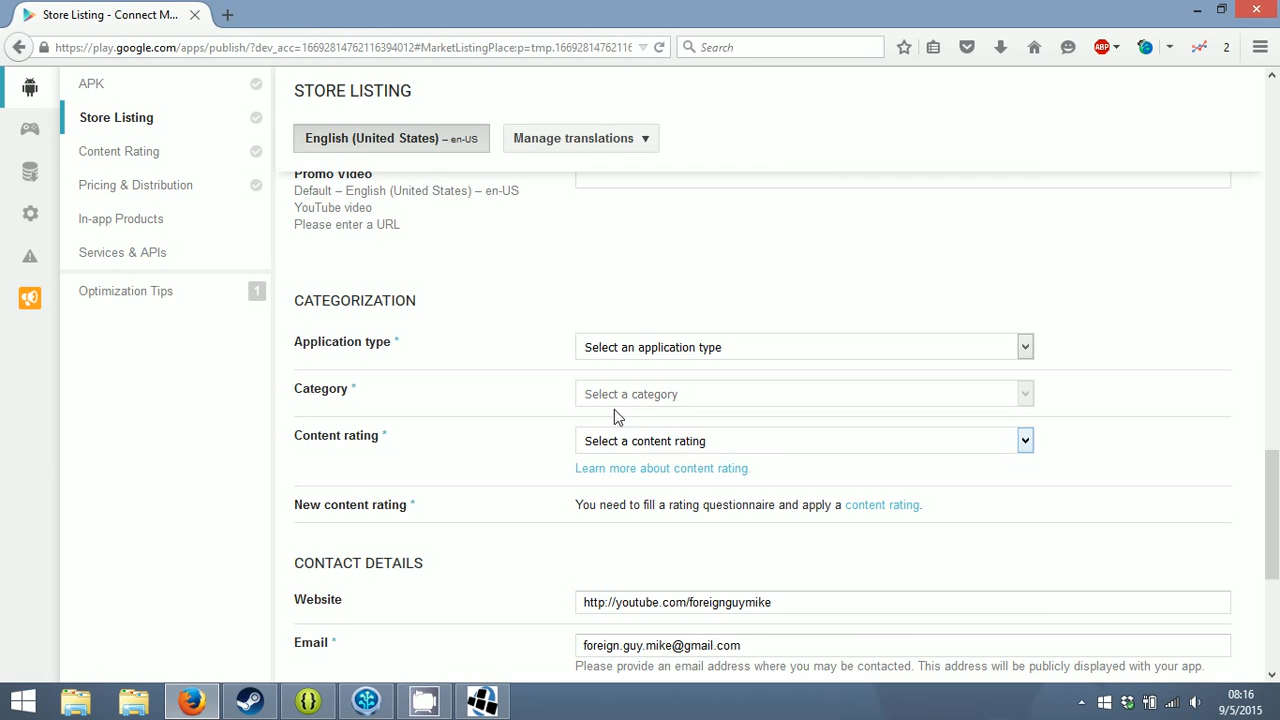 Store Listing - Connect M...
https://play.google.com/apps/publish/?dev_acc=16692814762116394012#MarketListingPlace:p=tmp.16692814762116
Search
ABP
2
APK
Store Listing
Content Rating
Pricing & Distribution
In-app Products
Services & APIs
Optimization Tips
1
STORE LISTING
English (United States) – en-US
Manage translations
Promo Video
Default – English (United States) – en-US
YouTube video
Please enter a URL
CATEGORIZATION
Application type *
Select an application type
Category *
Select a category
Content rating *
Select a content rating
Learn more about content rating.
New content rating *
You need to fill a rating questionnaire and apply a content rating.
CONTACT DETAILS
Website
http://youtube.com/foreignguymike
Email *
foreign.guy.mike@gmail.com
Please provide an email address where you may be contacted. This address will be publicly displayed with your app.
08:16
9/5/2015